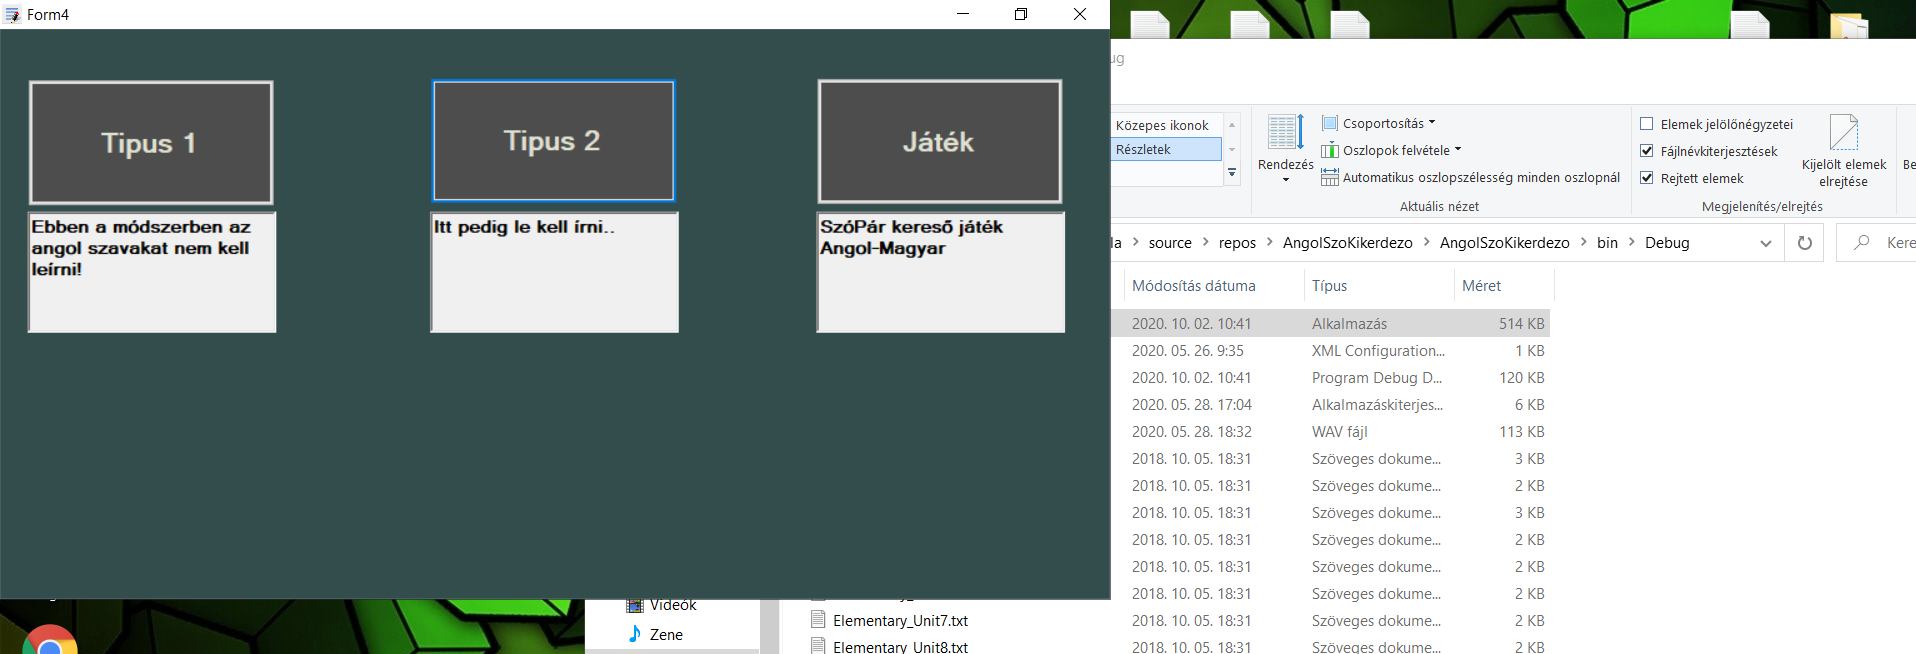 Form4
Tipus 1
Tipus 2
Játék
Ebben a módszerben az
angol szavakat nem kell
leírni!
Itt pedig le kell írni..
SzóPár kereső játék
Angol-Magyar
ug
Közepes ikonok
Részletek
Rendezés
Csoportosítás
Oszlopok felvétele
Automatikus oszlopszélesség minden oszlopnál
Aktuális nézet
Elemek jelölőnégyzetei
Fájlnévkiterjesztések
Rejtett elemek
Kijelölt elemek
elrejtése
Be
Megjelenítés/elrejtés
la > source > repos > AngolSzoKikerdezo > AngolSzoKikerdezo > bin > Debug
Kere
Módosítás dátuma Típus Méret
2020. 10. 02. 10:41 Alkalmazás 514 KB
2020. 05. 26. 9:35 XML Configuration... 1 KB
2020. 10. 02. 10:41 Program Debug D... 120 KB
2020. 05. 28. 17:04 Alkalmazáskiterjes... 6 KB
2020. 05. 28. 18:32 WAV fájl 113 KB
2018. 10. 05. 18:31 Szöveges dokume... 3 KB
2018. 10. 05. 18:31 Szöveges dokume... 2 KB
2018. 10. 05. 18:31 Szöveges dokume... 3 KB
2018. 10. 05. 18:31 Szöveges dokume... 2 KB
2018. 10. 05. 18:31 Szöveges dokume... 2 KB
2018. 10. 05. 18:31 Szöveges dokume... 2 KB
Elementary_Unit7.txt 2018. 10. 05. 18:31 Szöveges dokume... 2 KB
Elementary_Unit8.txt 2018. 10. 05. 18:31 Szöveges dokume... 2 KB
Videók
Zene